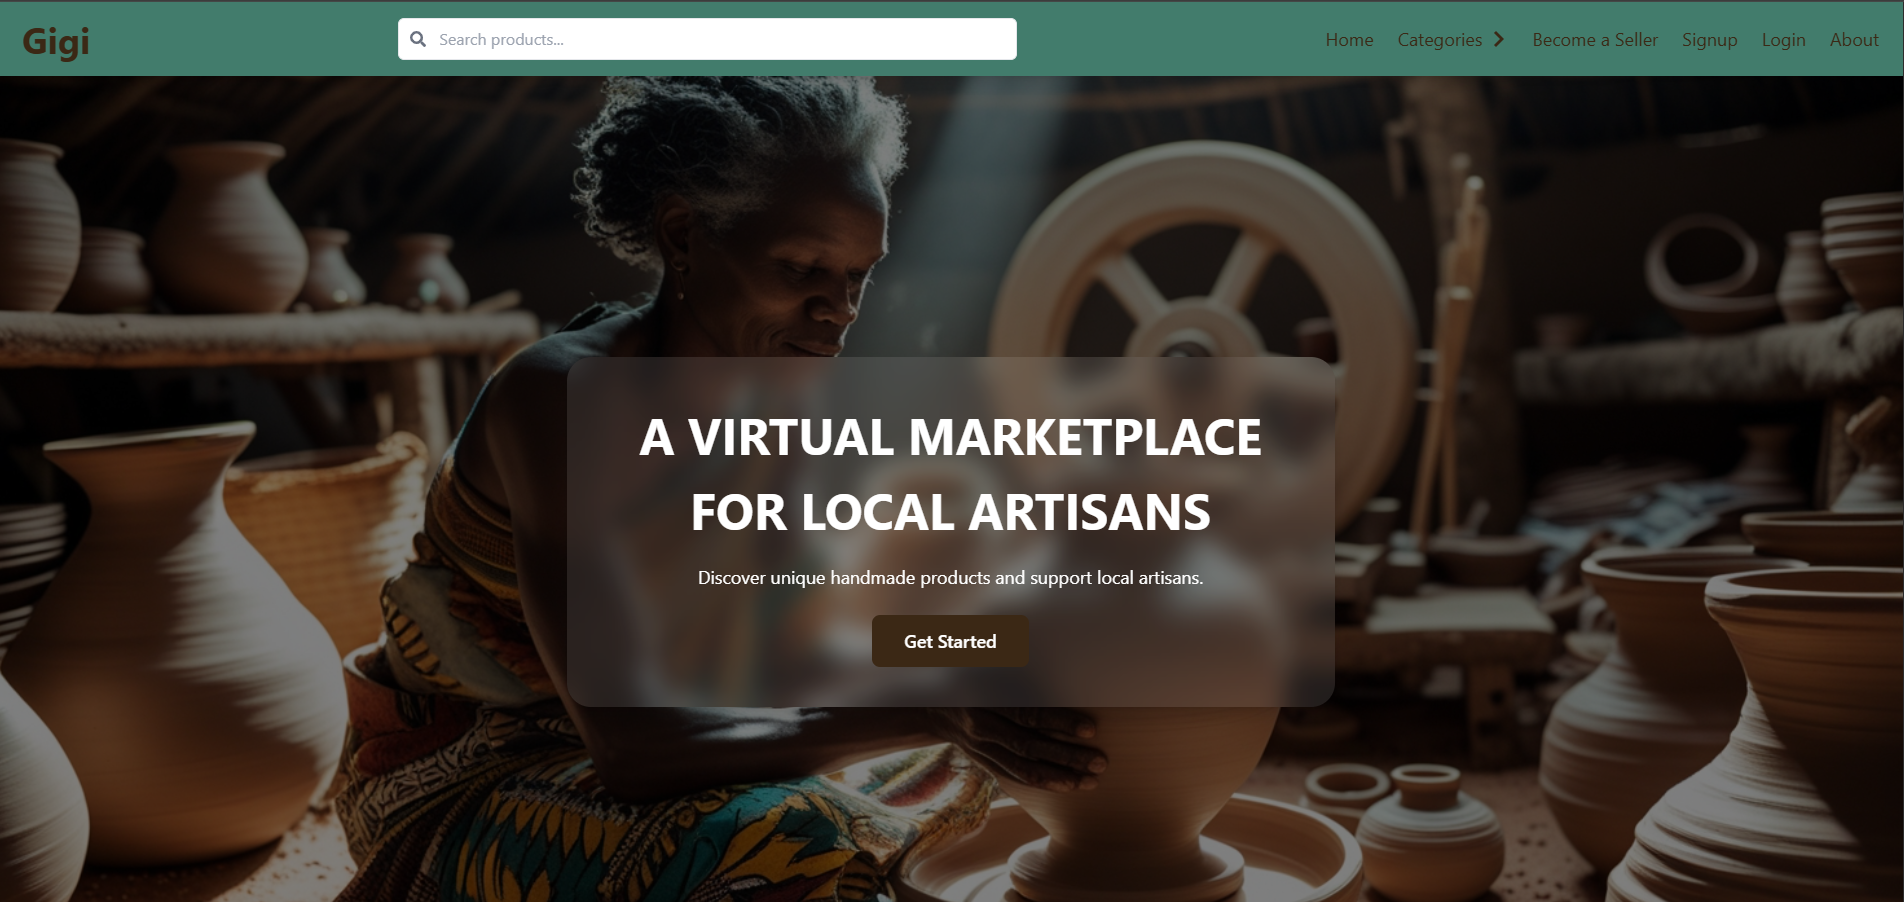 Gigi
Search products...
Home
Categories
Become a Seller
Signup
Login
About
A VIRTUAL MARKETPLACE
FOR LOCAL ARTISANS
Discover unique handmade products and support local artisans.
Get Started